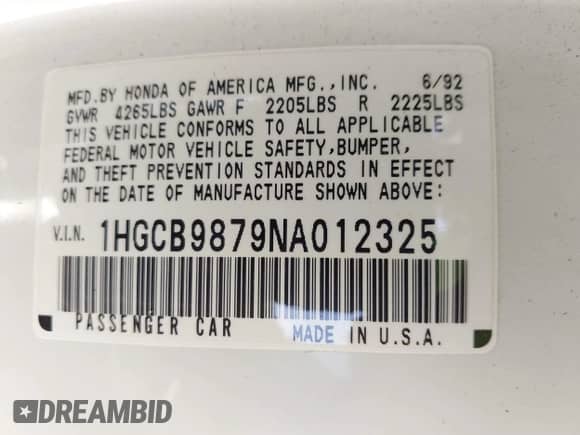 MFD.BY HONDA OF AMERICA MFG.,INC. 6/92
GVWR 4265LBS GAWR F 2205LBS R 2225LBS
THIS VEHICLE CONFORMS TO ALL APPLICABLE
FEDERAL MOTOR VEHICLE SAFETY,BUMPER,
AND THEFT PREVENTION STANDARDS IN EFFECT
ON THE DATE OF MANUFACTURE SHOWN ABOVE:
V.I.N. 1HGCB9879NA012325
PASSENGER CAR MADE IN U.S.A.
DREAMBID